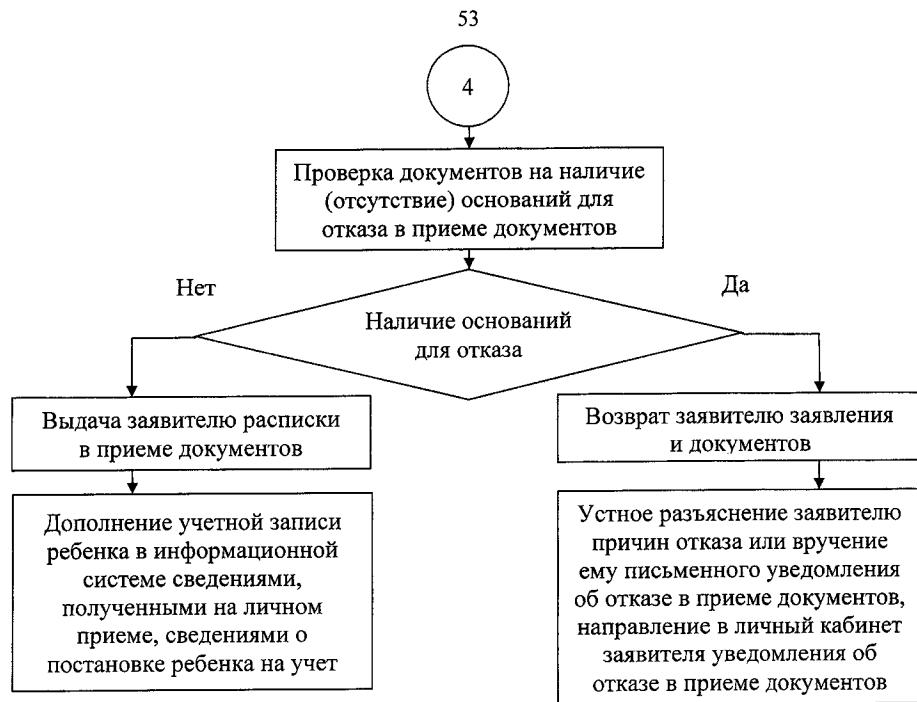 53
4
Проверка документов на наличие
(отсутствие) оснований для
отказа в приеме документов
Нет
Да
Наличие оснований
для отказа
Выдача заявителю расписки
в приеме документов
Возврат заявителю заявления
и документов
Дополнение учетной записи
ребенка в информационной
системе сведениями,
полученными на личном
приеме, сведениями о
постановке ребенка на учет
Устное разъяснение заявителю
причин отказа или вручение
ему письменного уведомления
об отказе в приеме документов,
направление в личный кабинет
заявителя уведомления об
отказе в приеме документов